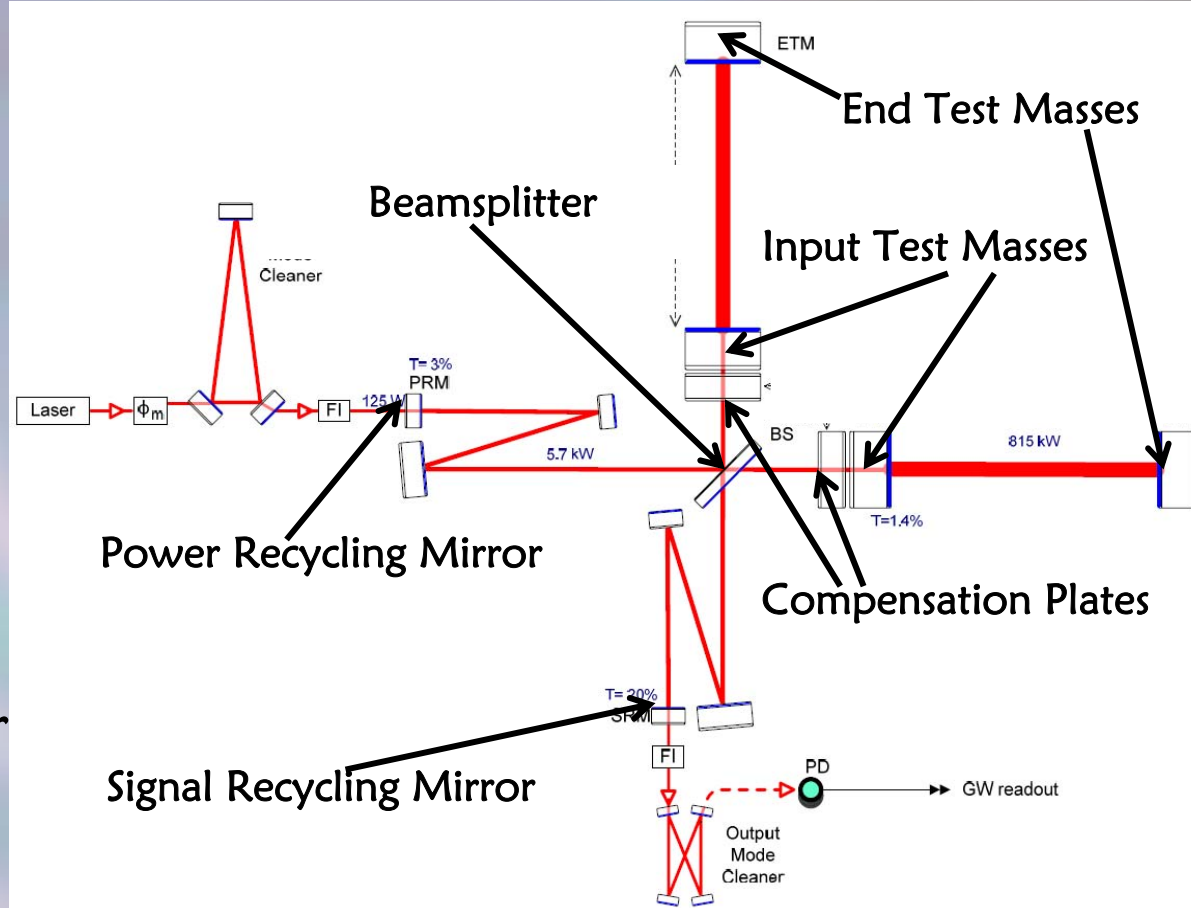 ETM
End Test Masses
Beamsplitter
Input Test Masses
Cleaner
T= 3%
PRM
Laser
ϕm
FI
125 W
5.7 kW
BS
815 kW
T=1.4%
Power Recycling Mirror
Compensation Plates
T= 20%
SRM
Signal Recycling Mirror
FI
PD
GW readout
Output
Mode
Cleaner